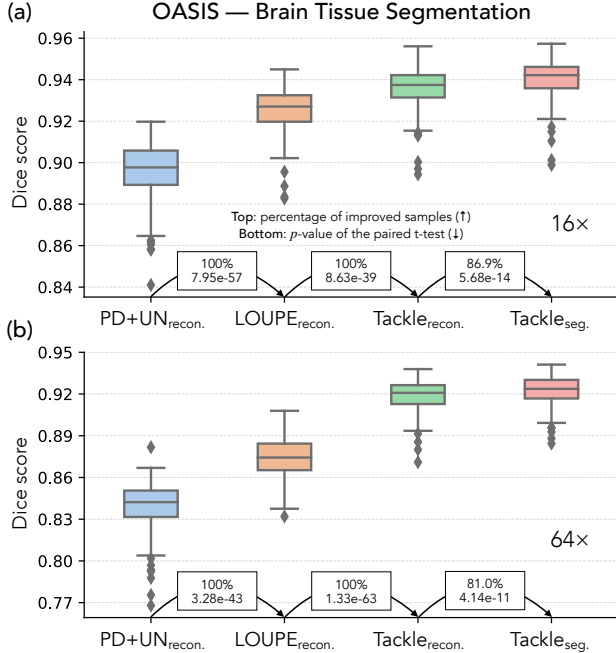 (a)
OASIS — Brain Tissue Segmentation
Dice score
0.96
0.94
0.92
0.90
0.88
0.86
0.84
Top: percentage of improved samples (↑)
Bottom: p-value of the paired t-test (↓)
16×
100%
7.95e-57
100%
8.63e-39
86.9%
5.68e-14
PD+UNrecon.
LOUPErecon.
Tacklerecon.
Tackleseg.
(b)
Dice score
0.95
0.92
0.89
0.86
0.83
0.80
0.77
64×
100%
3.28e-43
100%
1.33e-63
81.0%
4.14e-11
PD+UNrecon.
LOUPErecon.
Tacklerecon.
Tackleseg.